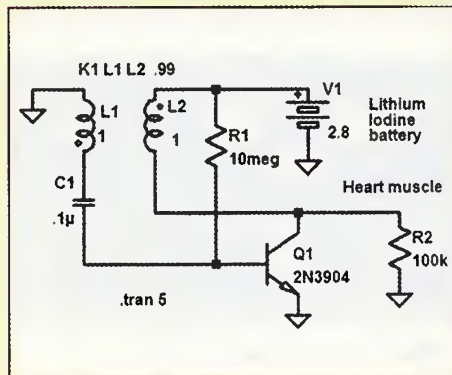 K1 L1 L2 .99
L1
1
L2
1
R1
10meg
V1
2.8
Lithium
Iodine
battery
C1
.1µ
Heart muscle
Q1
2N3904
R2
100k
.tran 5